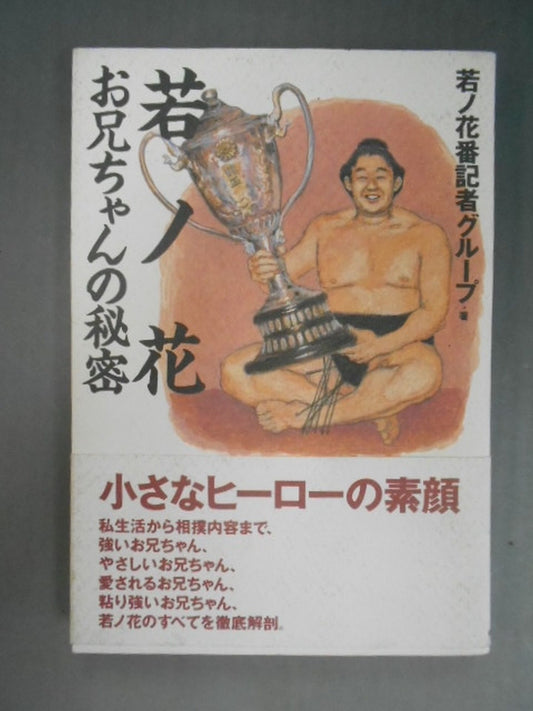 若ノ花番記者グループ・著
若ノ花
お兄ちゃんの秘密
小さなヒーローの素顔
私生活から相撲内容まで、
強いお兄ちゃん、
やさしいお兄ちゃん、
愛されるお兄ちゃん、
粘り強いお兄ちゃん、
若ノ花のすべてを徹底解剖。